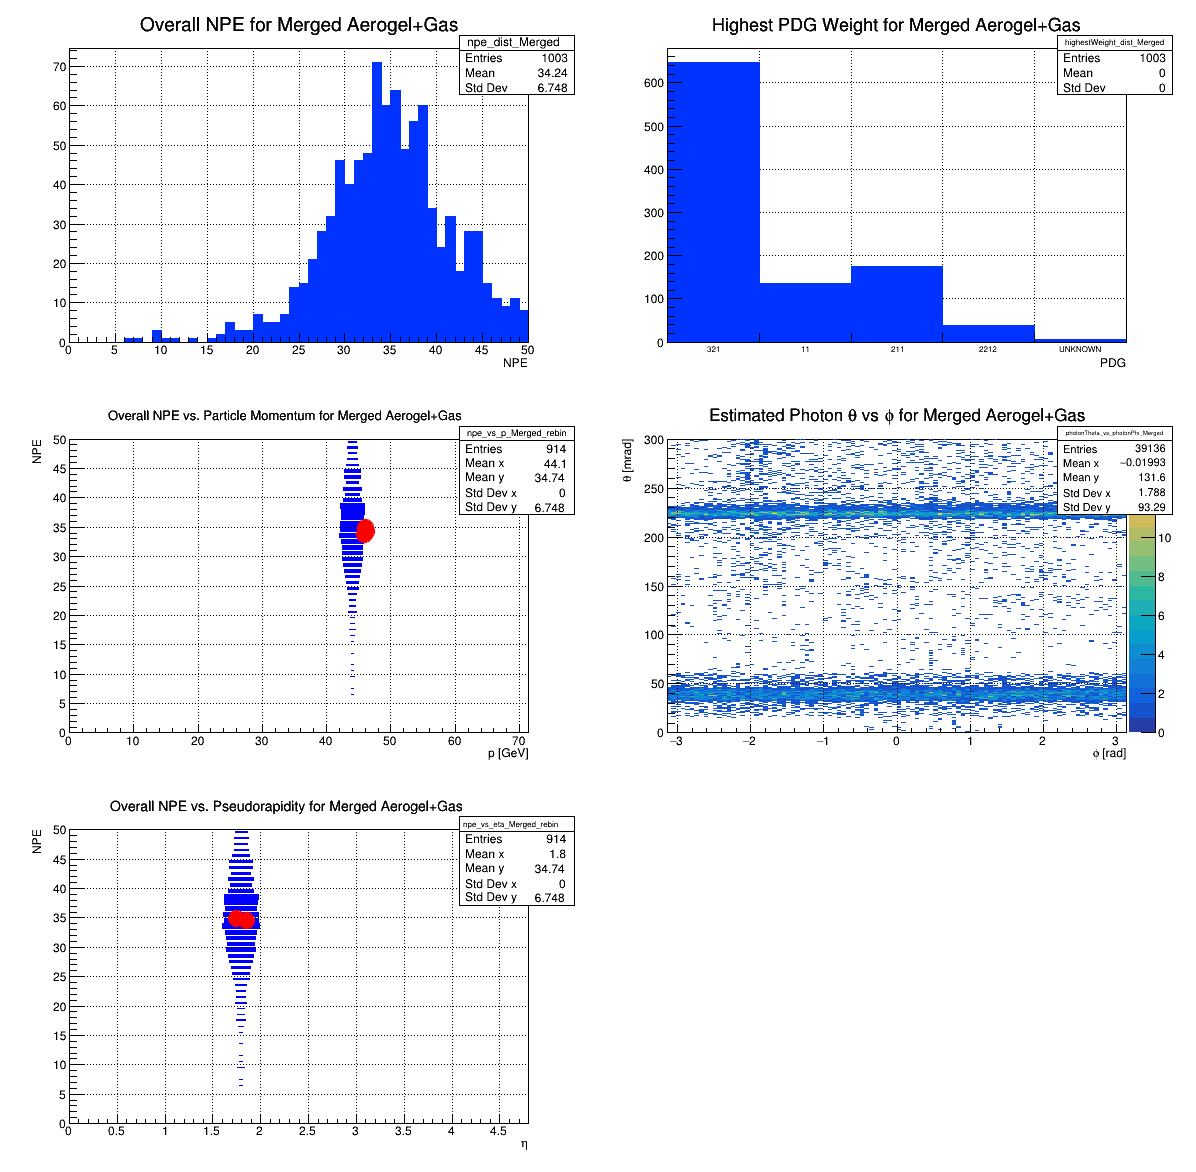 Overall NPE for Merged Aerogel+Gas
npe_dist_Merged
Entries 1003
Mean 34.24
Std Dev 6.748
70
60
50
40
30
20
10
0
0 5 10 15 20 25 30 35 40 45 50
NPE
Highest PDG Weight for Merged Aerogel+Gas
highestWeight_dist_Merged
Entries 1003
Mean 0
Std Dev 0
600
500
400
300
200
100
0
321 11 211 2212 UNKNOWN
PDG
Overall NPE vs. Particle Momentum for Merged Aerogel+Gas
npe_vs_p_Merged_rebin
Entries 914
Mean x 44.1
Mean y 34.74
Std Dev x 0
Std Dev y 6.748
NPE
50
45
40
35
30
25
20
15
10
5
0
0 10 20 30 40 50 60 70
p [GeV]
Estimated Photon θ vs ϕ for Merged Aerogel+Gas
photonTheta_vs_photonPhi_Merged
Entries 39136
Mean x −0.01993
Mean y 131.6
Std Dev x 1.788
Std Dev y 93.29
θ [mrad]
300
250
200
150
100
50
0
−3 −2 −1 0 1 2 3
ϕ [rad]
10
8
6
4
2
0
Overall NPE vs. Pseudorapidity for Merged Aerogel+Gas
npe_vs_eta_Merged_rebin
Entries 914
Mean x 1.8
Mean y 34.74
Std Dev x 0
Std Dev y 6.748
NPE
50
45
40
35
30
25
20
15
10
5
0
0 0.5 1 1.5 2 2.5 3 3.5 4 4.5
η